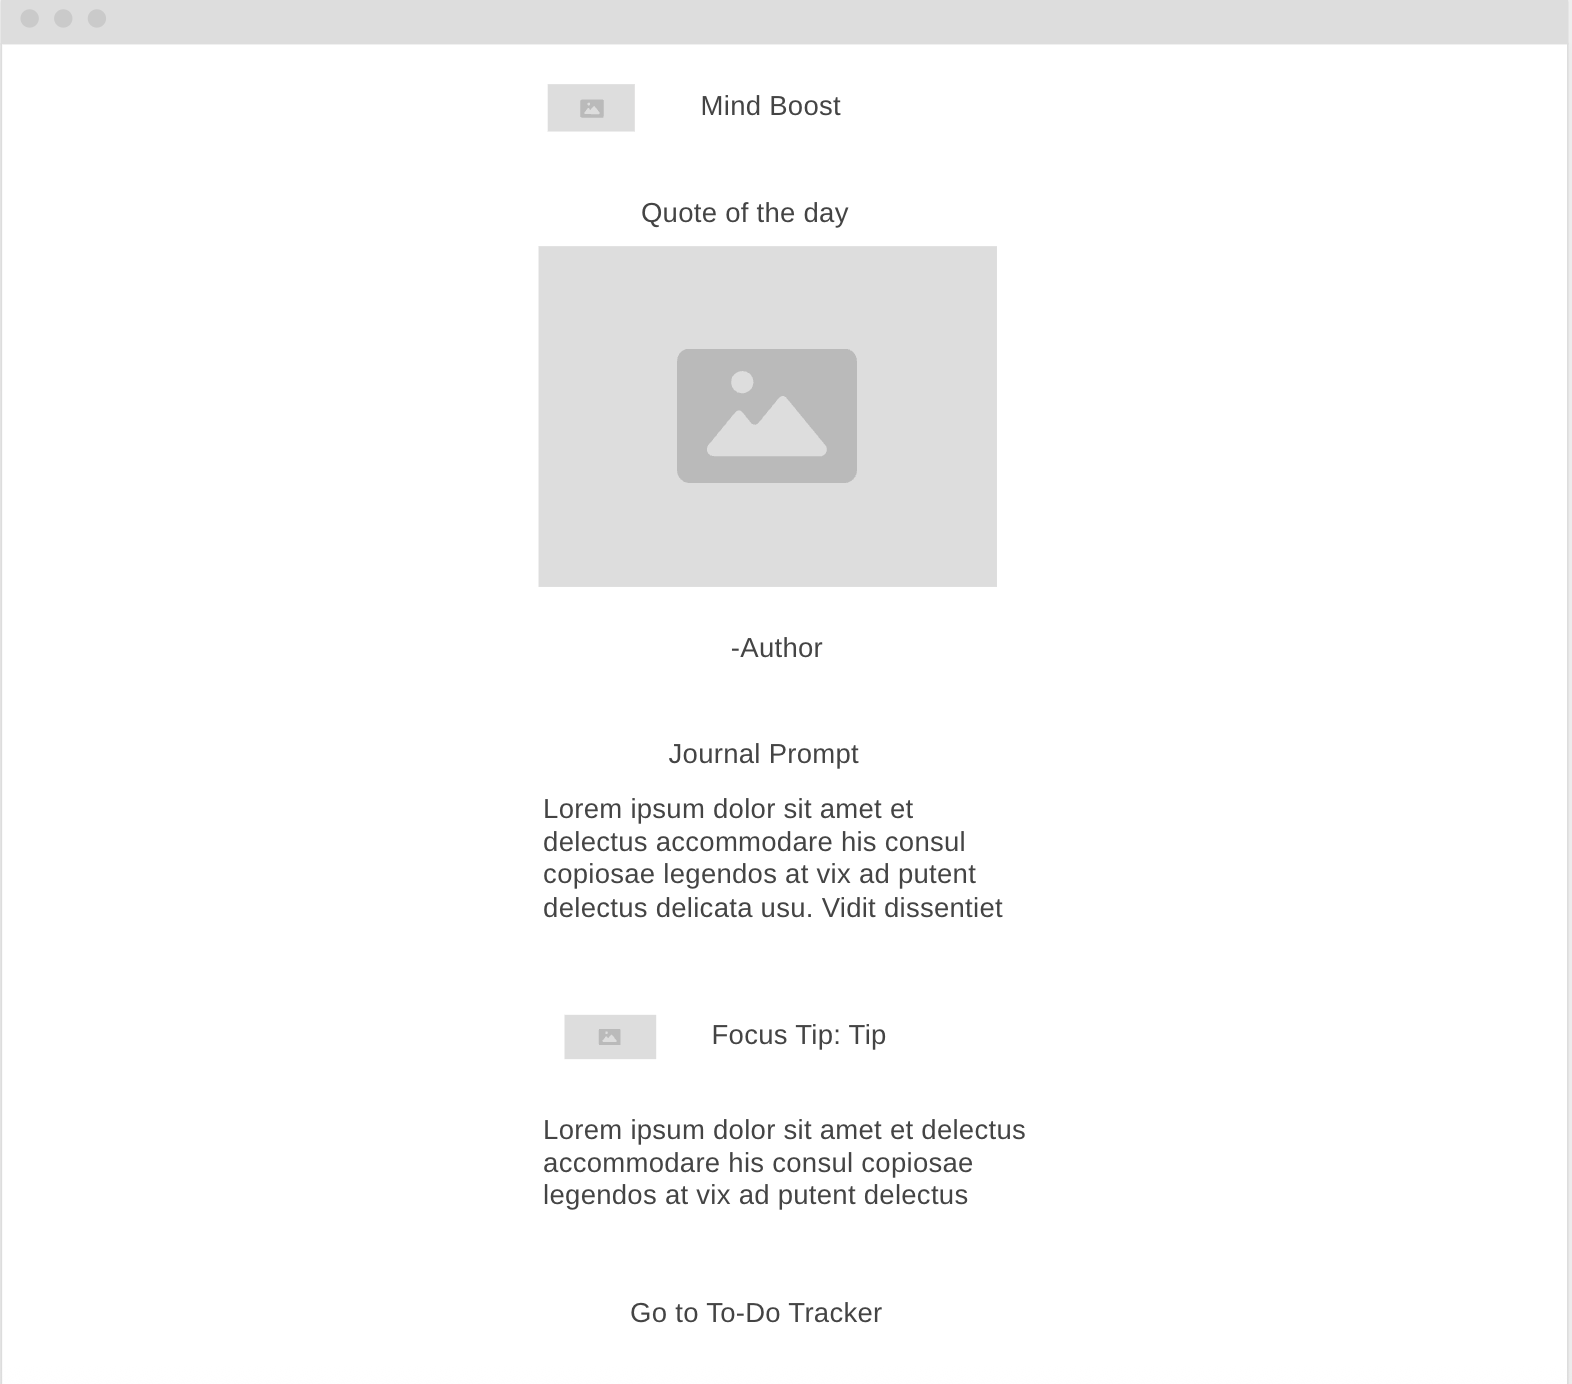 Mind Boost
Quote of the day
-Author
Journal Prompt
Lorem ipsum dolor sit amet et
delectus accommodare his consul
copiosae legendos at vix ad putent
delectus delicata usu. Vidit dissentiet
Focus Tip: Tip
Lorem ipsum dolor sit amet et delectus
accommodare his consul copiosae
legendos at vix ad putent delectus
Go to To-Do Tracker